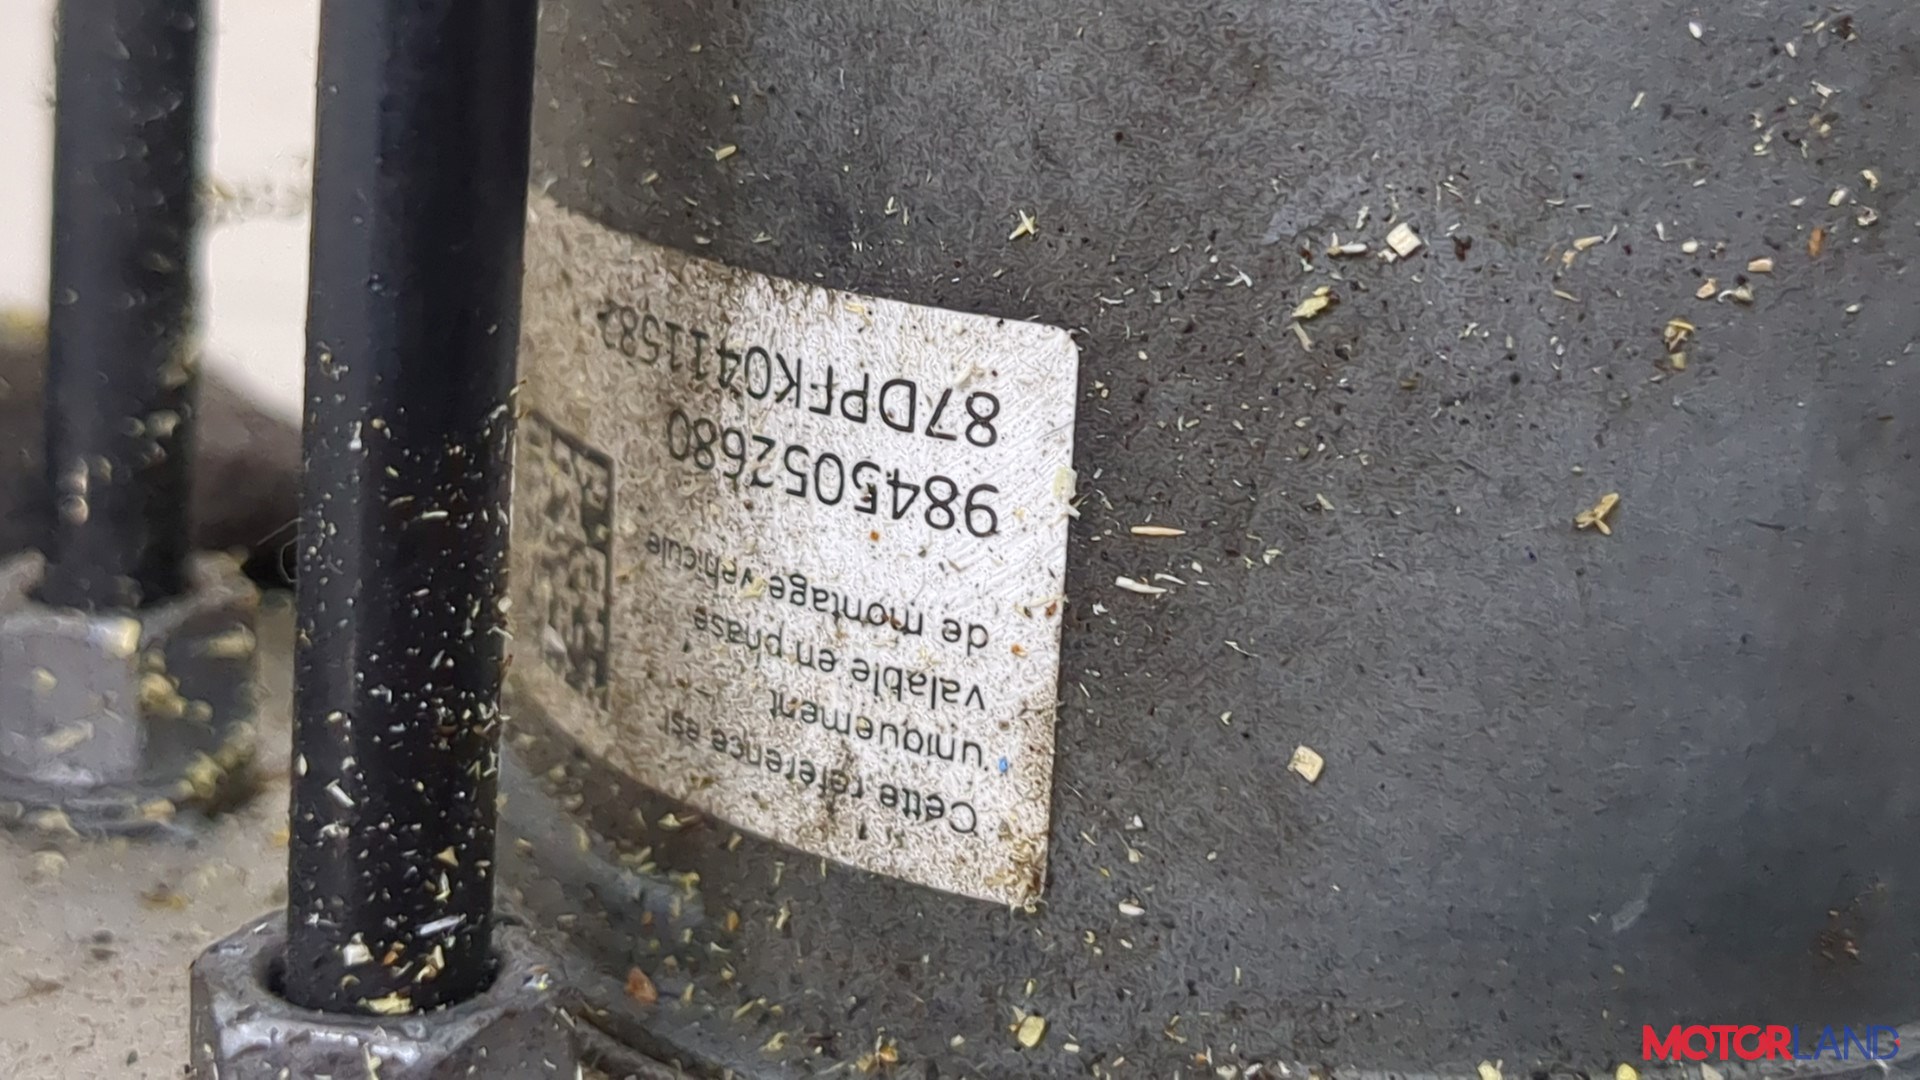 Cette référence est
uniquement
valable en phase
de montage véhicule
9845052680
87DPFK0411582
MOTORLAND